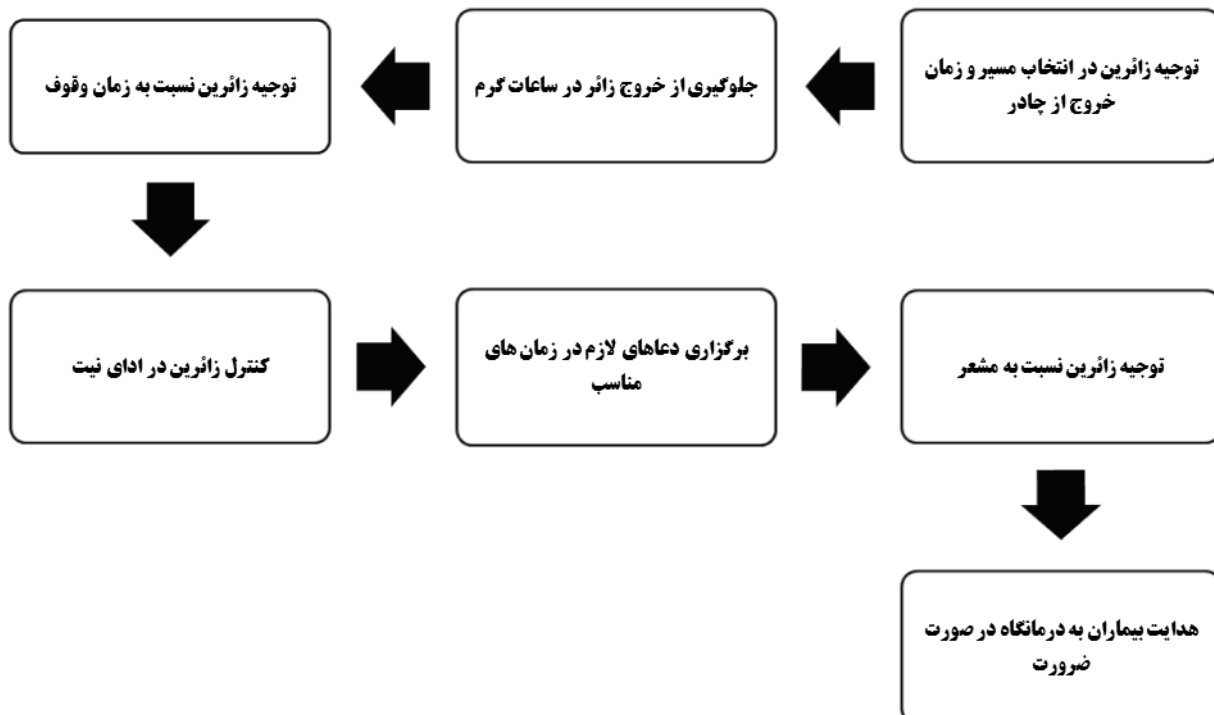 توجیه زائرین در انتخاب مسیر و زمان
خروج از چادر
جلوگیری از خروج زائر در ساعات گرم
توجیه زائرین نسبت به زمان وقوف
کنترل زائرین در ادای نیت
برگزاری دعاهای لازم در زمان های
مناسب
توجیه زائرین نسبت به مشعر
هدایت بیماران به درمانگاه در صورت
ضرورت